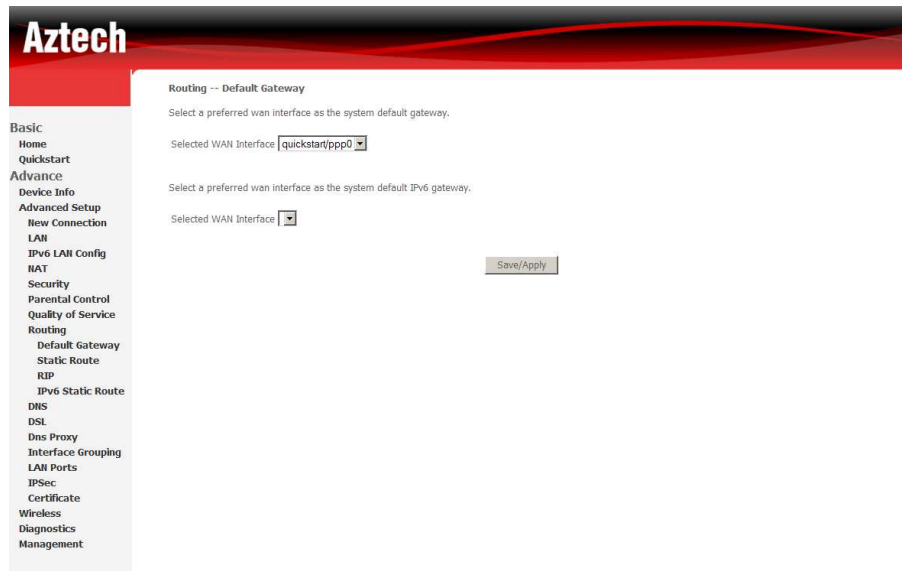 Aztech
Basic
Home
Quickstart
Advance
Device Info
Advanced Setup
New Connection
LAN
IPv6 LAN Config
NAT
Security
Parental Control
Quality of Service
Routing
Default Gateway
Static Route
RIP
IPv6 Static Route
DNS
DSL
Dns Proxy
Interface Grouping
LAN Ports
IPSec
Certificate
Wireless
Diagnostics
Management
Routing -- Default Gateway
Select a preferred wan interface as the system default gateway.
Selected WAN Interface quickstart/ppp0
Select a preferred wan interface as the system default IPv6 gateway.
Selected WAN Interface
Save/Apply